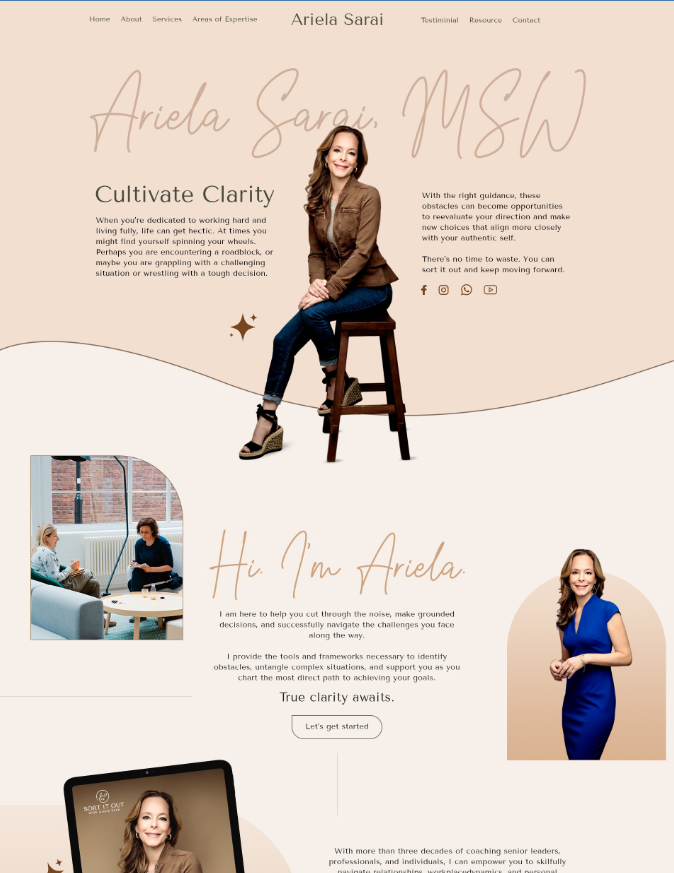 Home About Services Areas of Expertise Ariela Sarai Testiminial Resource Contact
Ariela Sarai, MSW
Cultivate Clarity
When you're dedicated to working hard and
living fully, life can get hectic. At times you
might find yourself spinning your wheels.
Perhaps you are encountering a roadblock, or
maybe you are grappling with a challenging
situation or wrestling with a tough decision.
With the right guidance, these
obstacles can become opportunities
to reevaluate your direction and make
new choices that align more closely
with your authentic self.
There's no time to waste. You can
sort it out and keep moving forward.
Hi. I'm Ariela.
I am here to help you cut through the noise, make grounded
decisions, and successfully navigate the challenges you face
along the way.
I provide the tools and frameworks necessary to identify
obstacles, untangle complex situations, and support you as you
chart the most direct path to achieving your goals.
True clarity awaits.
Let's get started
SORT IT OUT
With more than three decades of coaching senior leaders,
professionals, and individuals, I can empower you to skilfully
navigate relationships, workplacedynamics, and personal